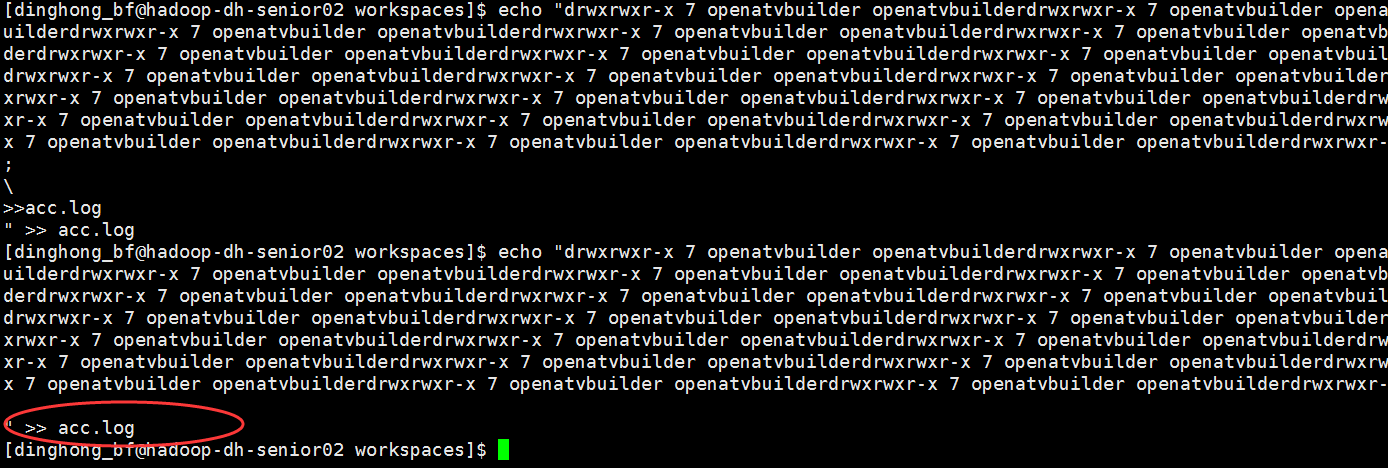 [dinghong_bf@hadoop-dh-senior02 workspaces]$ echo "drwxrwxr-x 7 openatvbuilder openatvbuilderdrwxrwxr-x 7 openatvbuilder opena
uilderdrwxrwxr-x 7 openatvbuilder openatvbuilderdrwxrwxr-x 7 openatvbuilder openatvbuilderdrwxrwxr-x 7 openatvbuilder openatvb
derdrwxrwxr-x 7 openatvbuilder openatvbuilderdrwxrwxr-x 7 openatvbuilder openatvbuilderdrwxrwxr-x 7 openatvbuilder openatvbuil
drwxrwxr-x 7 openatvbuilder openatvbuilderdrwxrwxr-x 7 openatvbuilder openatvbuilderdrwxrwxr-x 7 openatvbuilder openatvbuilder
xrwxr-x 7 openatvbuilder openatvbuilderdrwxrwxr-x 7 openatvbuilder openatvbuilderdrwxrwxr-x 7 openatvbuilder openatvbuilderdrw
xr-x 7 openatvbuilder openatvbuilderdrwxrwxr-x 7 openatvbuilder openatvbuilderdrwxrwxr-x 7 openatvbuilder openatvbuilderdrwxrw
x 7 openatvbuilder openatvbuilderdrwxrwxr-x 7 openatvbuilder openatvbuilderdrwxrwxr-x 7 openatvbuilder openatvbuilderdrwxrwxr-
;
\
>>acc.log
" >> acc.log
[dinghong_bf@hadoop-dh-senior02 workspaces]$ echo "drwxrwxr-x 7 openatvbuilder openatvbuilderdrwxrwxr-x 7 openatvbuilder opena
uilderdrwxrwxr-x 7 openatvbuilder openatvbuilderdrwxrwxr-x 7 openatvbuilder openatvbuilderdrwxrwxr-x 7 openatvbuilder openatvb
derdrwxrwxr-x 7 openatvbuilder openatvbuilderdrwxrwxr-x 7 openatvbuilder openatvbuilderdrwxrwxr-x 7 openatvbuilder openatvbuil
drwxrwxr-x 7 openatvbuilder openatvbuilderdrwxrwxr-x 7 openatvbuilder openatvbuilderdrwxrwxr-x 7 openatvbuilder openatvbuilder
xrwxr-x 7 openatvbuilder openatvbuilderdrwxrwxr-x 7 openatvbuilder openatvbuilderdrwxrwxr-x 7 openatvbuilder openatvbuilderdrw
xr-x 7 openatvbuilder openatvbuilderdrwxrwxr-x 7 openatvbuilder openatvbuilderdrwxrwxr-x 7 openatvbuilder openatvbuilderdrwxrw
x 7 openatvbuilder openatvbuilderdrwxrwxr-x 7 openatvbuilder openatvbuilderdrwxrwxr-x 7 openatvbuilder openatvbuilderdrwxrwxr-
" >> acc.log
[dinghong_bf@hadoop-dh-senior02 workspaces]$